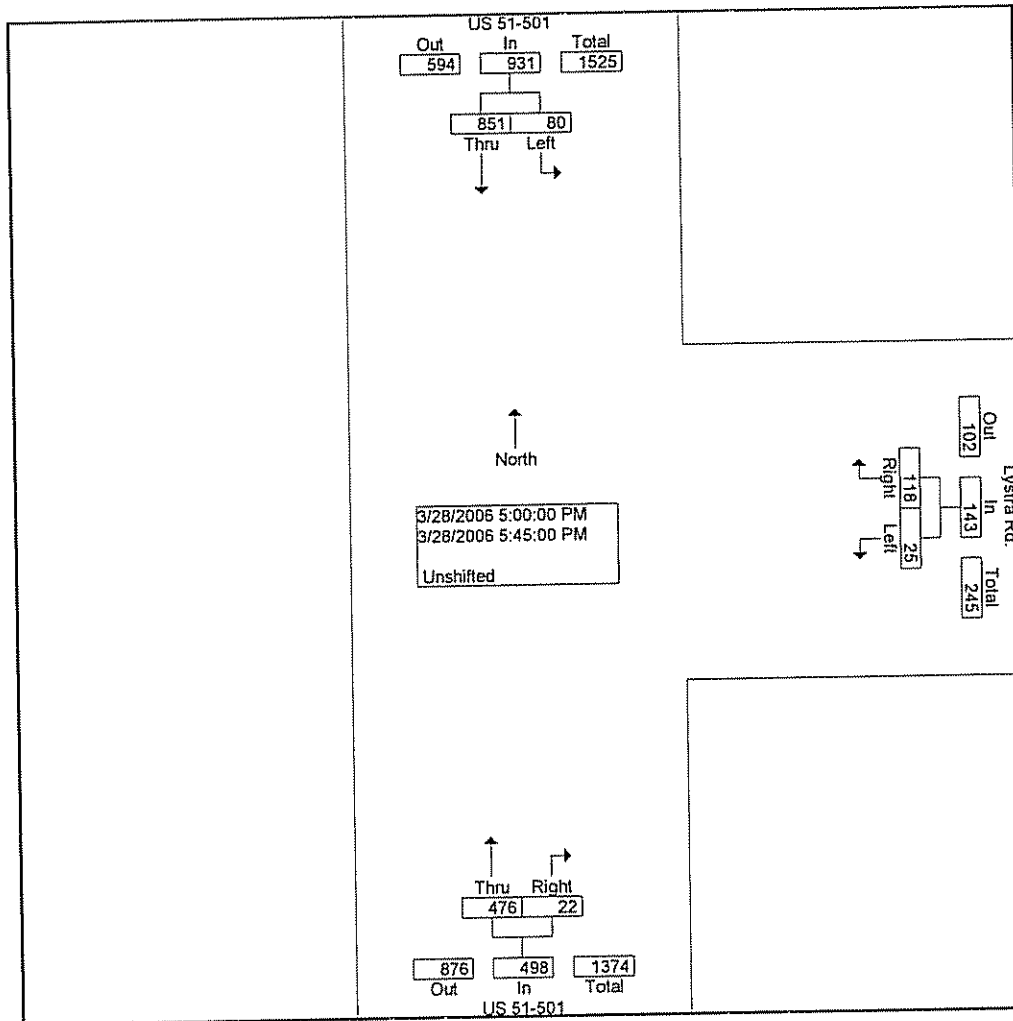 US 51-501
Out In Total
594 931 1525
851 80
Thru Left
North
3/28/2006 5:00:00 PM
3/28/2006 5:45:00 PM
Unshifted
Lystra Rd.
Out In Total
102 143 245
118 25
Right Left
Thru Right
476 22
876 498 1374
Out In Total
US 51-501